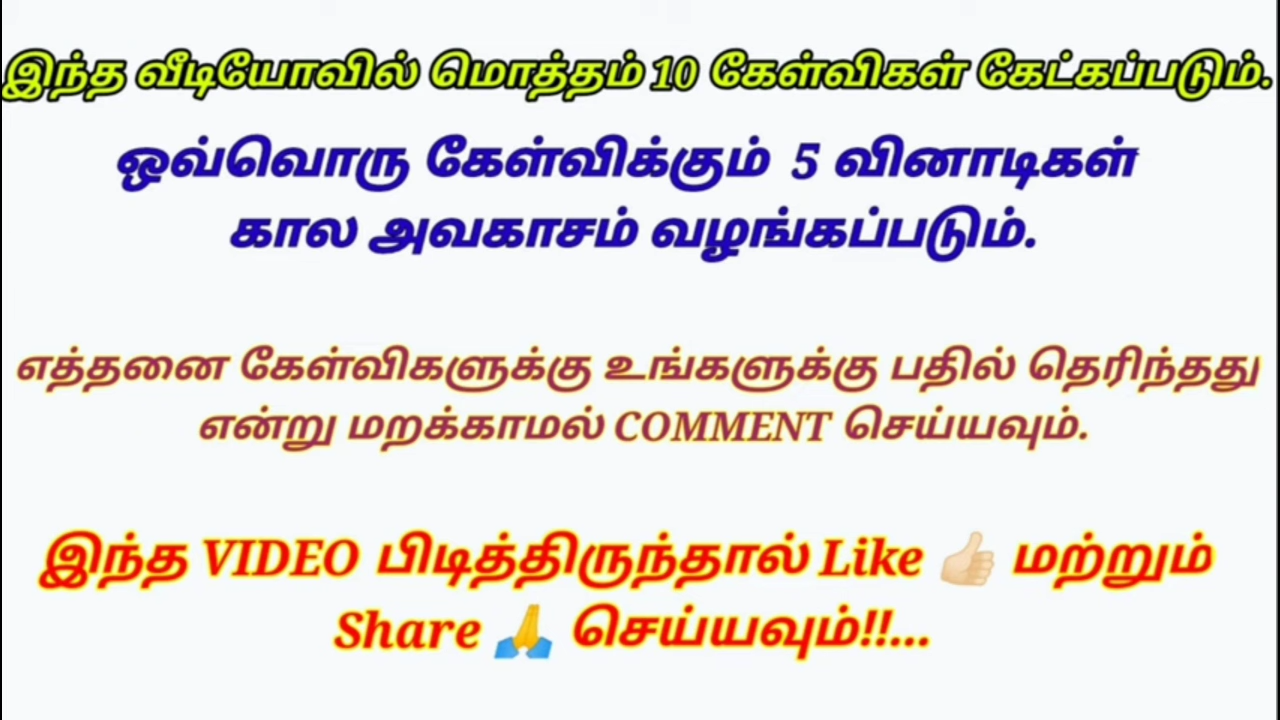 இந்த வீடியோவில் மொத்தம் 10 கேள்விகள் கேட்கப்படும்.
ஒவ்வொரு கேள்விக்கும் 5 வினாடிகள்
கால அவகாசம் வழங்கப்படும்.
எத்தனை கேள்விகளுக்கு உங்களுக்கு பதில் தெரிந்தது
என்று மறக்காமல் COMMENT செய்யவும்.
இந்த VIDEO பிடித்திருந்தால் Like 👍🏻 மற்றும்
Share 🙏 செய்யவும்!!...